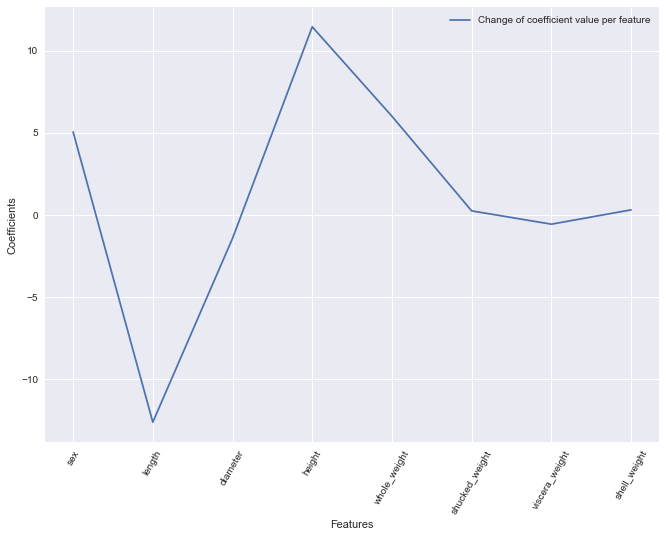 Change of coefficient value per feature
10
5
0
−5
−10
Coefficients
sex
length
diameter
height
whole_weight
shucked_weight
viscera_weight
shell_weight
Features